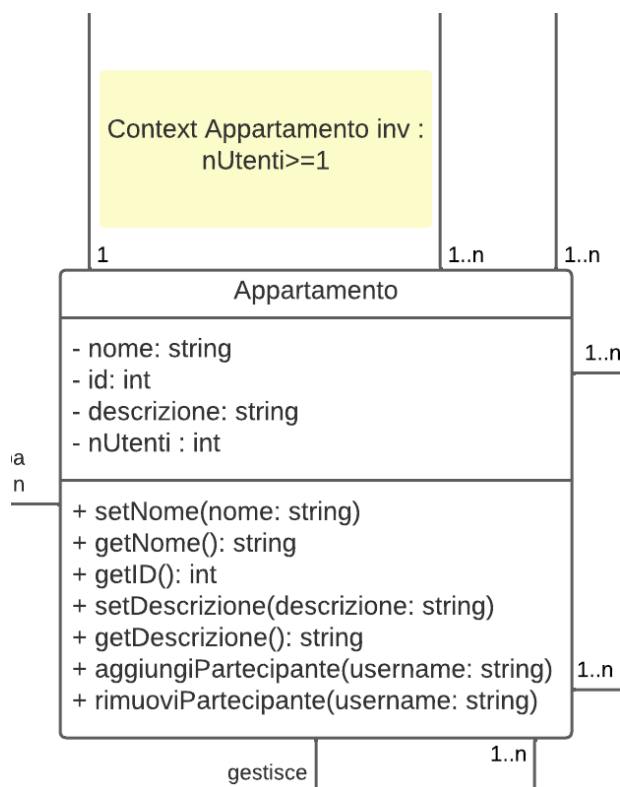 Context Appartamento inv :
nUtenti>=1
1
1..n
1..n
Appartamento
- nome: string
- id: int
- descrizione: string
- nUtenti : int
1..n
n
+ setNome(nome: string)
+ getNome(): string
+ getID(): int
+ setDescrizione(descrizione: string)
+ getDescrizione(): string
+ aggiungiPartecipante(username: string)
+ rimuoviPartecipante(username: string)
1..n
gestisce
1..n